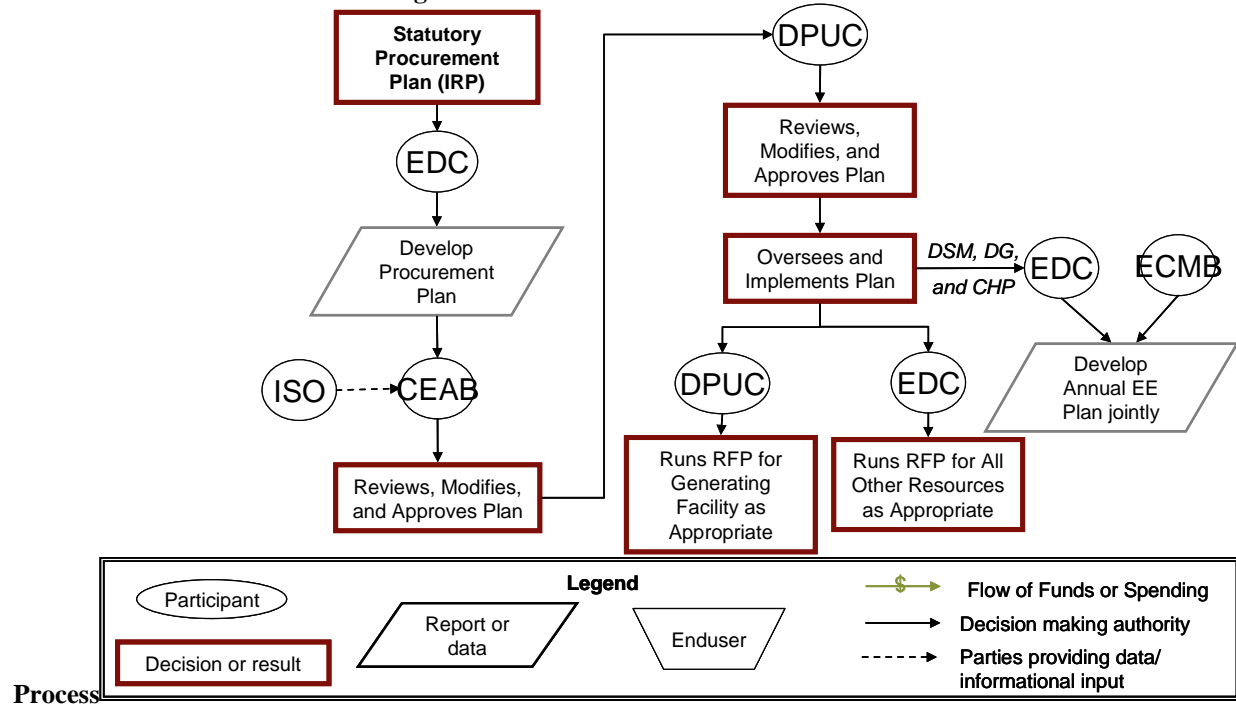 Statutory
Procurement
Plan (IRP)
EDC
Develop
Procurement
Plan
ISO
CEAB
Reviews, Modifies,
and Approves Plan
DPUC
Reviews,
Modifies, and
Approves Plan
Oversees and
Implements Plan
DSM, DG,
and CHP
EDC
ECMB
Develop
Annual EE
Plan jointly
DPUC
EDC
Runs RFP for
Generating
Facility as
Appropriate
Runs RFP for All
Other Resources
as Appropriate
Legend
Participant
Decision or result
Report or
data
Enduser
$
Flow of Funds or Spending
Decision making authority
Parties providing data/
informational input
Process